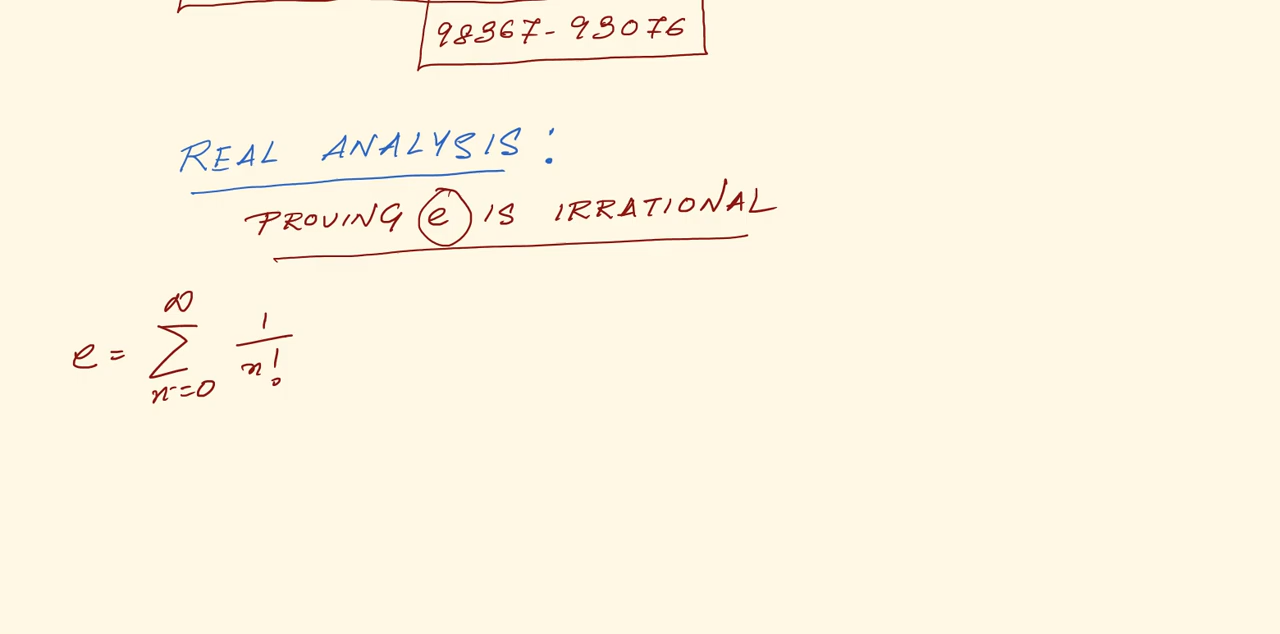 98367-93076
REAL ANALYSIS:
PROVING e IS IRRATIONAL
e = ∑_{n=0}^{∞} 1/n!